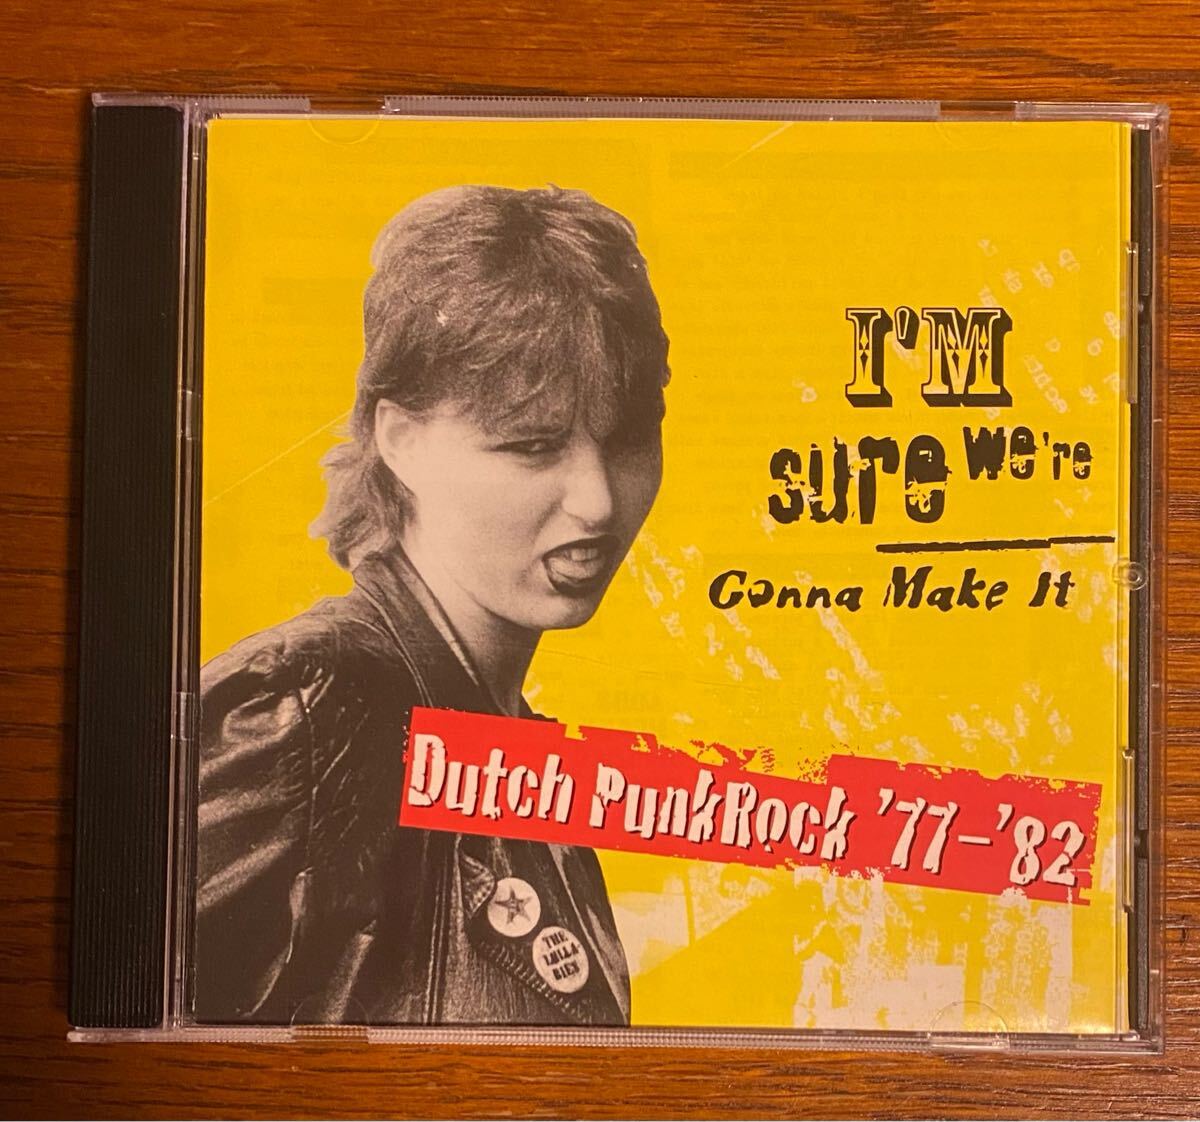 I'M
sure we're
Gonna Make It
Dutch PunkRock '77-'82
THE
LULLA-
BIES